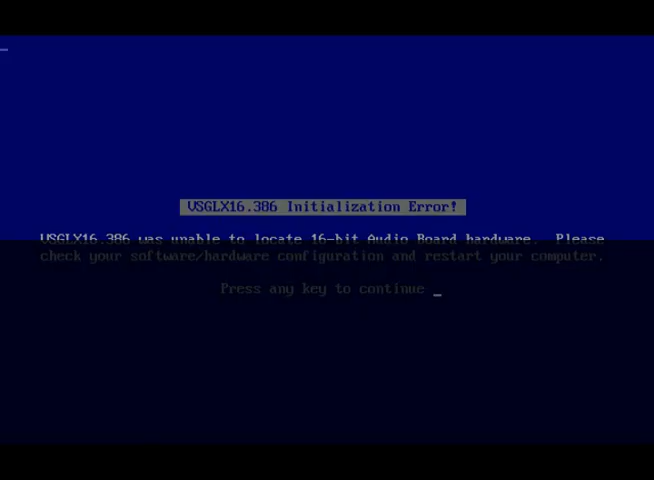 VSGLX16.386 Initialization Error!
VSGLX16.386 was unable to locate 16-bit Audio Board hardware. Please
check your software/hardware configuration and restart your computer.
Press any key to continue _